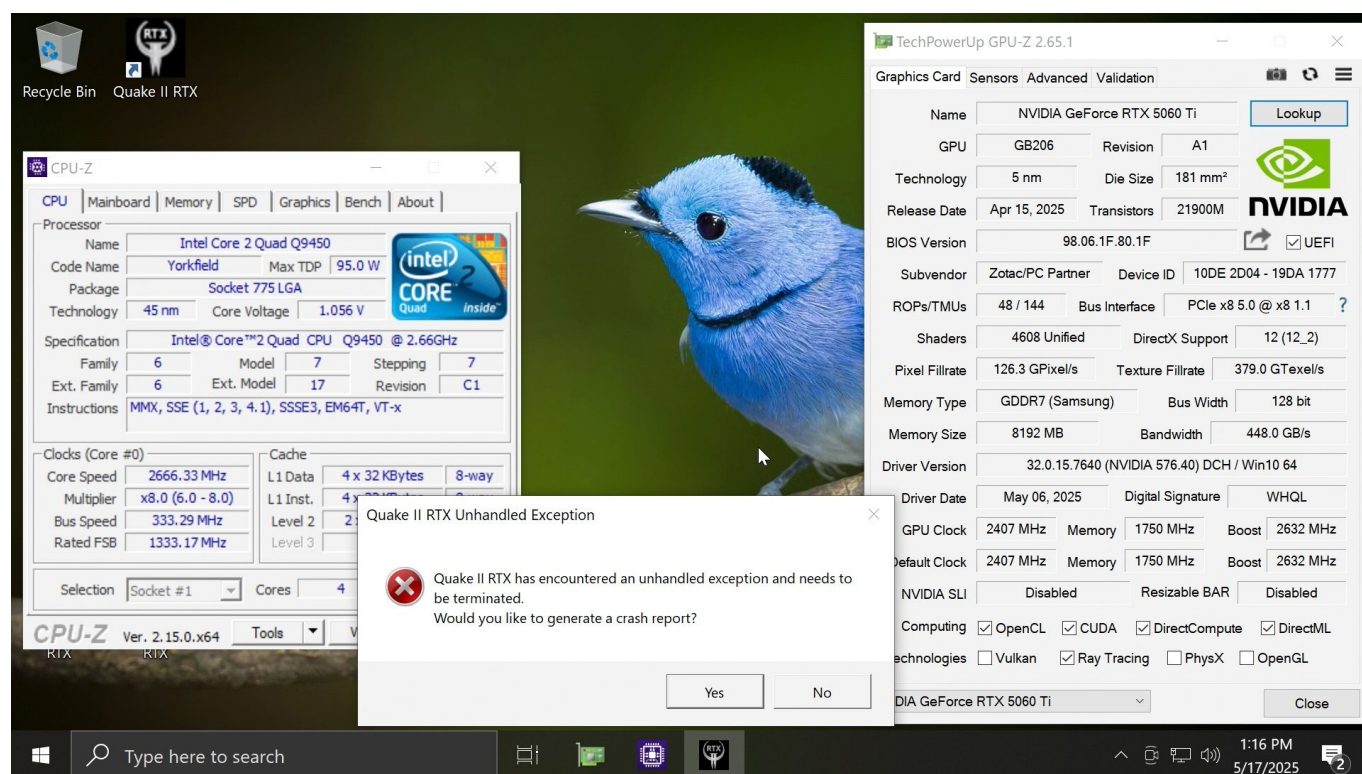 Recycle Bin
Quake II RTX
CPU-Z
CPU Mainboard Memory SPD Graphics Bench About
Processor
Name Intel Core 2 Quad Q9450
Code Name Yorkfield Max TDP 95.0 W
Package Socket 775 LGA
Technology 45 nm Core Voltage 1.056 V
intel CORE 2 Quad inside™
Specification Intel® Core™2 Quad CPU Q9450 @ 2.66GHz
Family 6 Model 7 Stepping 7
Ext. Family 6 Ext. Model 17 Revision C1
Instructions MMX, SSE (1, 2, 3, 4.1), SSSE3, EM64T, VT-x
Clocks (Core #0)
Core Speed 2666.33 MHz
Multiplier x8.0 (6.0 - 8.0)
Bus Speed 333.29 MHz
Rated FSB 1333.17 MHz
Cache
L1 Data 4 x 32 KBytes 8-way
L1 Inst.
Level 2
Level 3
Selection Socket #1 Cores 4
CPU-Z Ver. 2.15.0.x64 Tools
RTX RTX
Quake II RTX Unhandled Exception
Quake II RTX has encountered an unhandled exception and needs to
be terminated.
Would you like to generate a crash report?
Yes No
TechPowerUp GPU-Z 2.65.1
Graphics Card Sensors Advanced Validation
Name NVIDIA GeForce RTX 5060 Ti Lookup
GPU GB206 Revision A1
Technology 5 nm Die Size 181 mm²
Release Date Apr 15, 2025 Transistors 21900M
NVIDIA
BIOS Version 98.06.1F.80.1F UEFI
Subvendor Zotac/PC Partner Device ID 10DE 2D04 - 19DA 1777
ROPs/TMUs 48 / 144 Bus Interface PCIe x8 5.0 @ x8 1.1 ?
Shaders 4608 Unified DirectX Support 12 (12_2)
Pixel Fillrate 126.3 GPixel/s Texture Fillrate 379.0 GTexel/s
Memory Type GDDR7 (Samsung) Bus Width 128 bit
Memory Size 8192 MB Bandwidth 448.0 GB/s
Driver Version 32.0.15.7640 (NVIDIA 576.40) DCH / Win10 64
Driver Date May 06, 2025 Digital Signature WHQL
GPU Clock 2407 MHz Memory 1750 MHz Boost 2632 MHz
Default Clock 2407 MHz Memory 1750 MHz Boost 2632 MHz
NVIDIA SLI Disabled Resizable BAR Disabled
Computing OpenCL CUDA DirectCompute DirectML
Vulkan Ray Tracing PhysX OpenGL
GeForce RTX 5060 Ti Close
Type here to search
1:16 PM
5/17/2025
2